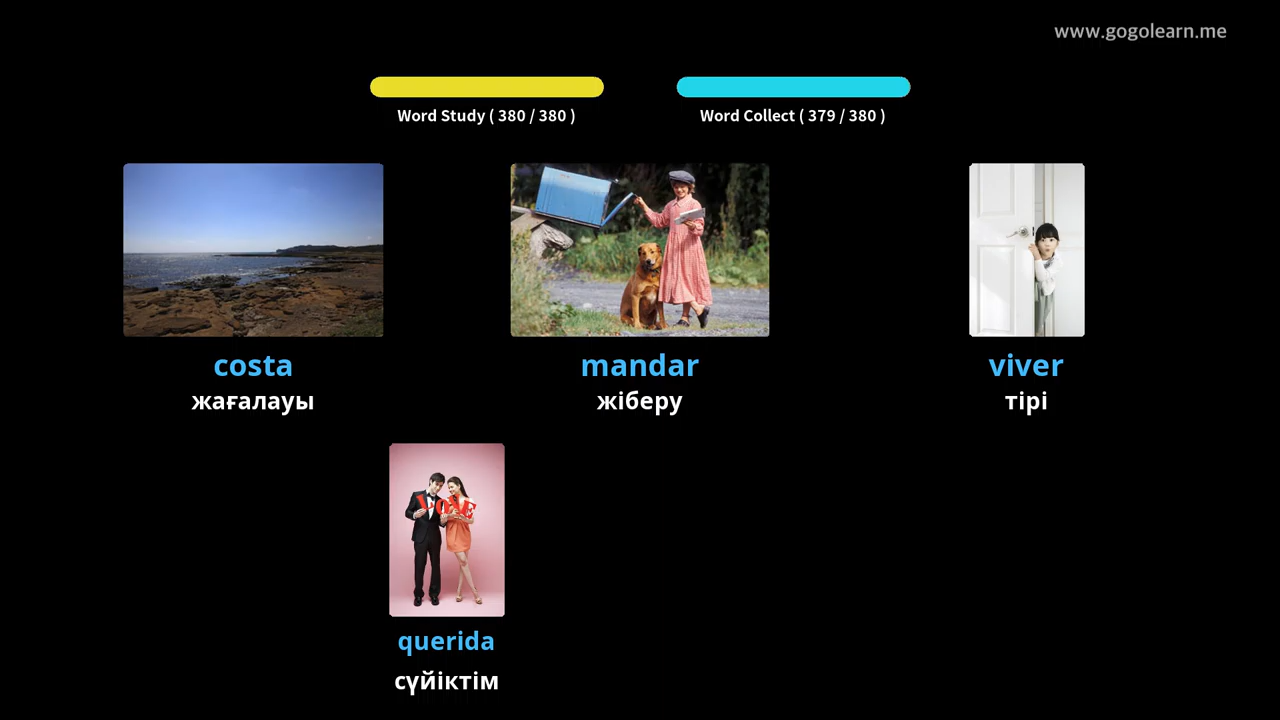 www.gogolearn.me
Word Study ( 380 / 380 )
Word Collect ( 379 / 380 )
costa
жағалауы
mandar
жіберу
viver
тірі
querida
сүйіктім